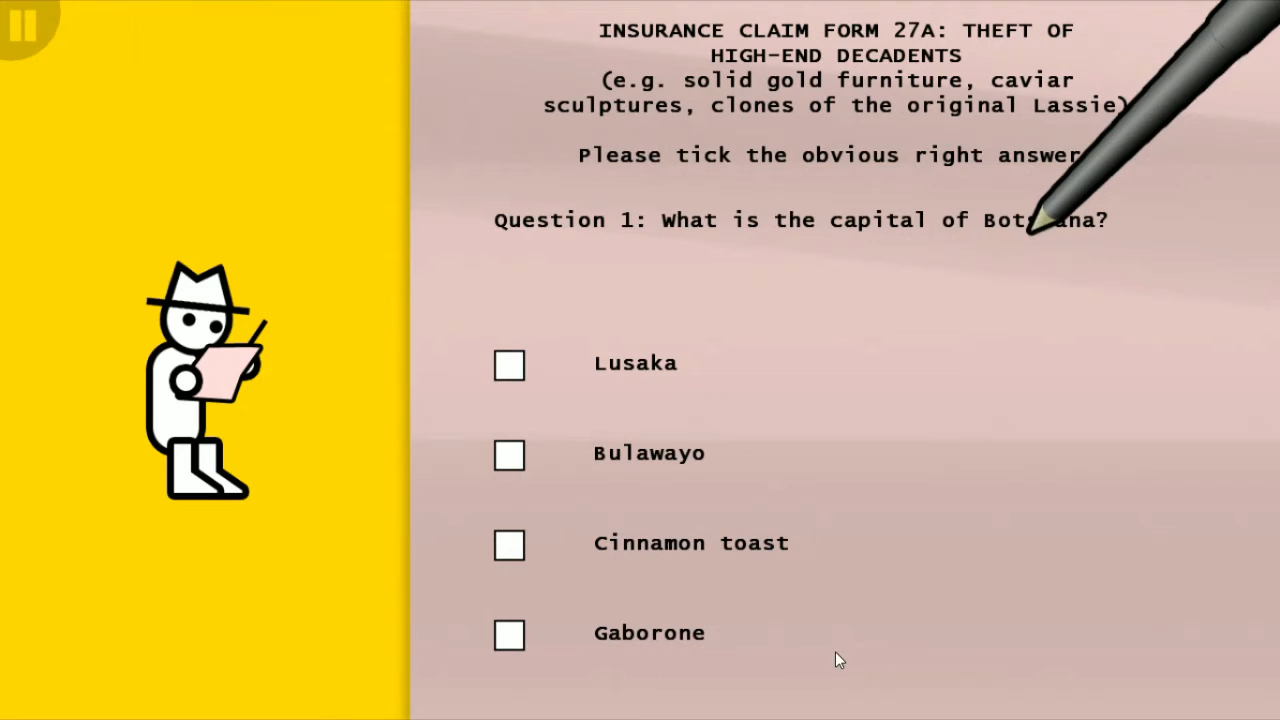 INSURANCE CLAIM FORM 27A: THEFT OF
HIGH-END DECADENTS
(e.g. solid gold furniture, caviar
sculptures, clones of the original Lassie)
Please tick the obvious right answer
Question 1: What is the capital of Botswana?
Lusaka
Bulawayo
Cinnamon toast
Gaborone